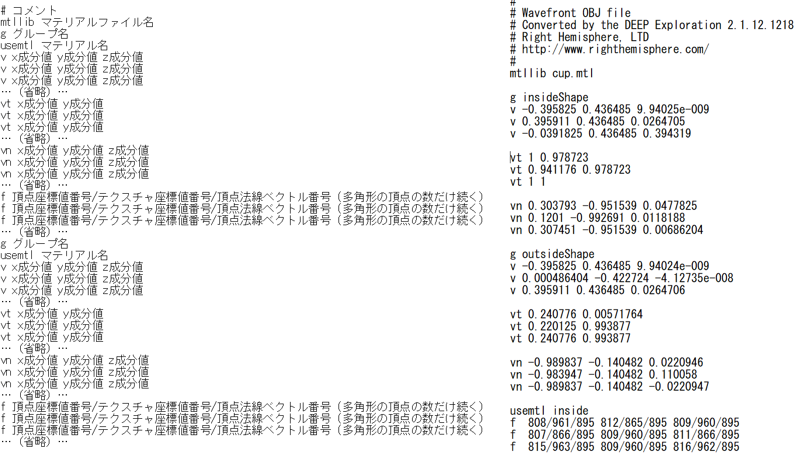 # コメント
mtllib マテリアルファイル名
g グループ名
usemtl マテリアル名
v x成分値 y成分値 z成分値
v x成分値 y成分値 z成分値
v x成分値 y成分値 z成分値
… (省略) …
vt x成分値 y成分値
vt x成分値 y成分値
vt x成分値 y成分値
… (省略) …
vn x成分値 y成分値 z成分値
vn x成分値 y成分値 z成分値
vn x成分値 y成分値 z成分値
… (省略) …
f 頂点座標値番号/テクスチャ座標値番号/頂点法線ベクトル番号 (多角形の頂点の数だけ続く)
f 頂点座標値番号/テクスチャ座標値番号/頂点法線ベクトル番号 (多角形の頂点の数だけ続く)
f 頂点座標値番号/テクスチャ座標値番号/頂点法線ベクトル番号 (多角形の頂点の数だけ続く)
… (省略) …
g グループ名
usemtl マテリアル名
v x成分値 y成分値 z成分値
v x成分値 y成分値 z成分値
v x成分値 y成分値 z成分値
… (省略) …
vt x成分値 y成分値
vt x成分値 y成分値
vt x成分値 y成分値
… (省略) …
vn x成分値 y成分値 z成分値
vn x成分値 y成分値 z成分値
vn x成分値 y成分値 z成分値
… (省略) …
f 頂点座標値番号/テクスチャ座標値番号/頂点法線ベクトル番号 (多角形の頂点の数だけ続く)
f 頂点座標値番号/テクスチャ座標値番号/頂点法線ベクトル番号 (多角形の頂点の数だけ続く)
f 頂点座標値番号/テクスチャ座標値番号/頂点法線ベクトル番号 (多角形の頂点の数だけ続く)
… (省略) …
#
# Wavefront OBJ file
# Converted by the DEEP Exploration 2.1.12.1218
# Right Hemisphere, LTD
# http://www.righthemisphere.com/
#
mtllib cup.mtl
g insideShape
v -0.395825 0.436485 9.94025e-009
v 0.395911 0.436485 0.0264705
v -0.0391825 0.436485 0.394319
vt 1 0.978723
vt 0.941176 0.978723
vt 1 1
vn 0.303793 -0.951539 0.0477825
vn 0.1201 -0.992691 0.0118188
vn 0.307451 -0.951539 0.00686204
g outsideShape
v -0.395825 0.436485 9.94024e-009
v 0.000486404 -0.422724 -4.12735e-008
v 0.395911 0.436485 0.0264706
vt 0.240776 0.00571764
vt 0.220125 0.993877
vt 0.240776 0.993877
vn -0.989837 -0.140482 0.0220946
vn -0.983947 -0.140482 0.110058
vn -0.989837 -0.140482 -0.0220947
usemtl inside
f 808/961/895 812/865/895 809/960/895
f 807/866/895 809/960/895 811/866/895
f 815/963/895 809/960/895 816/962/895